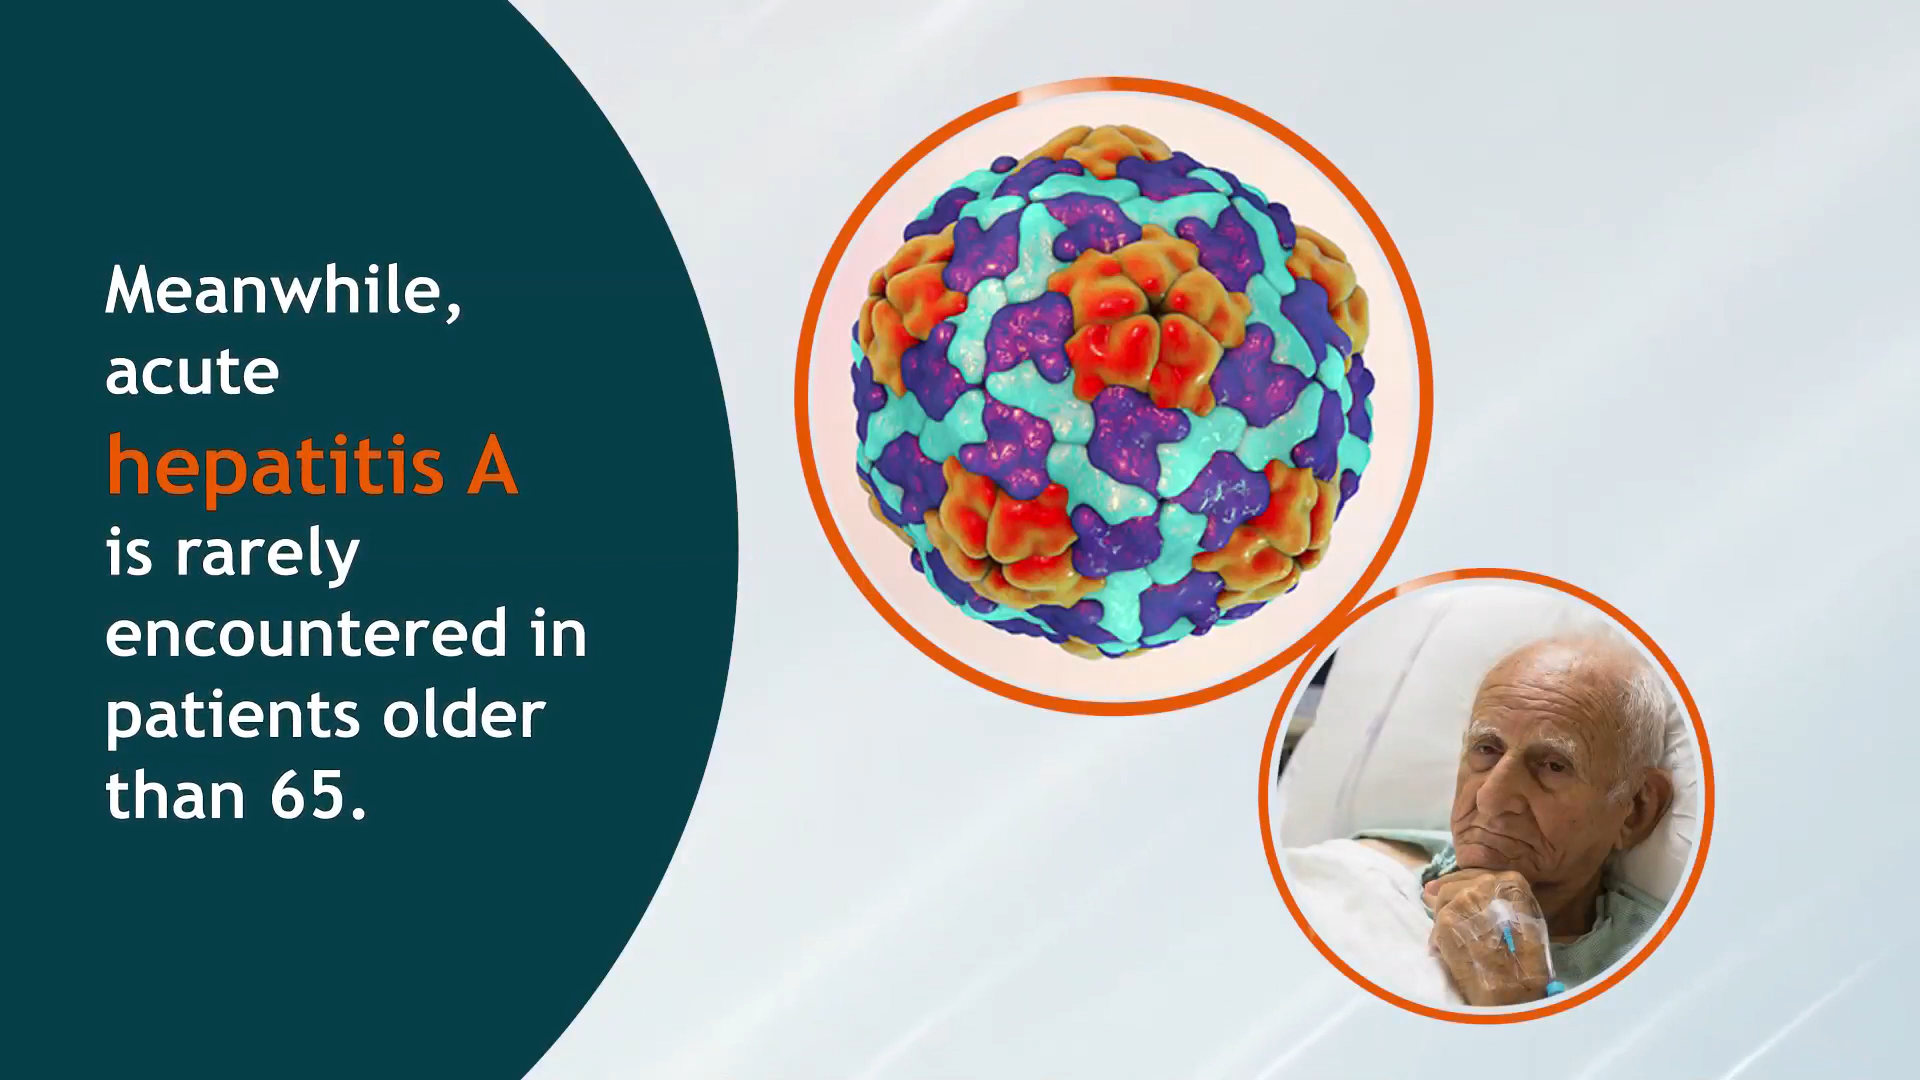 Meanwhile,
acute
hepatitis A
is rarely
encountered in
patients older
than 65.